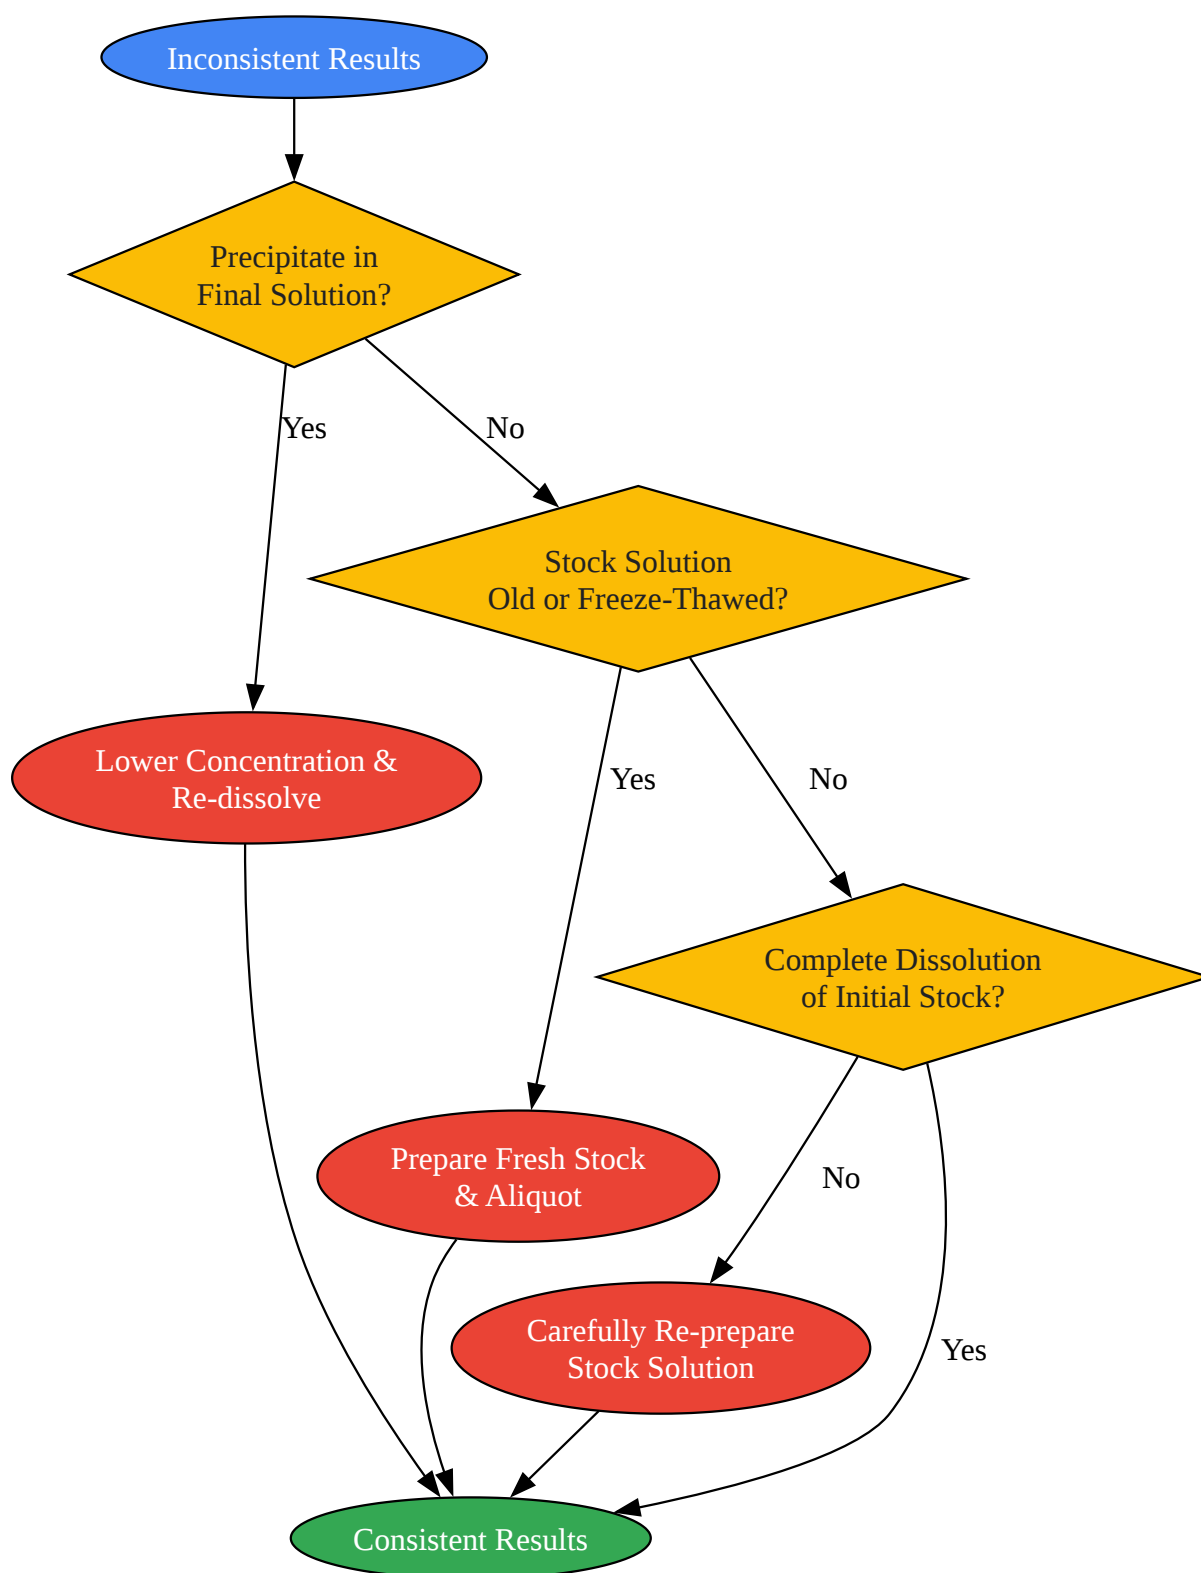 Inconsistent Results
Precipitate in
Final Solution?
Yes
No
Stock Solution
Old or Freeze-Thawed?
Lower Concentration &
Re-dissolve
Yes
No
Complete Dissolution
of Initial Stock?
Prepare Fresh Stock
& Aliquot
No
Carefully Re-prepare
Stock Solution
Yes
Consistent Results